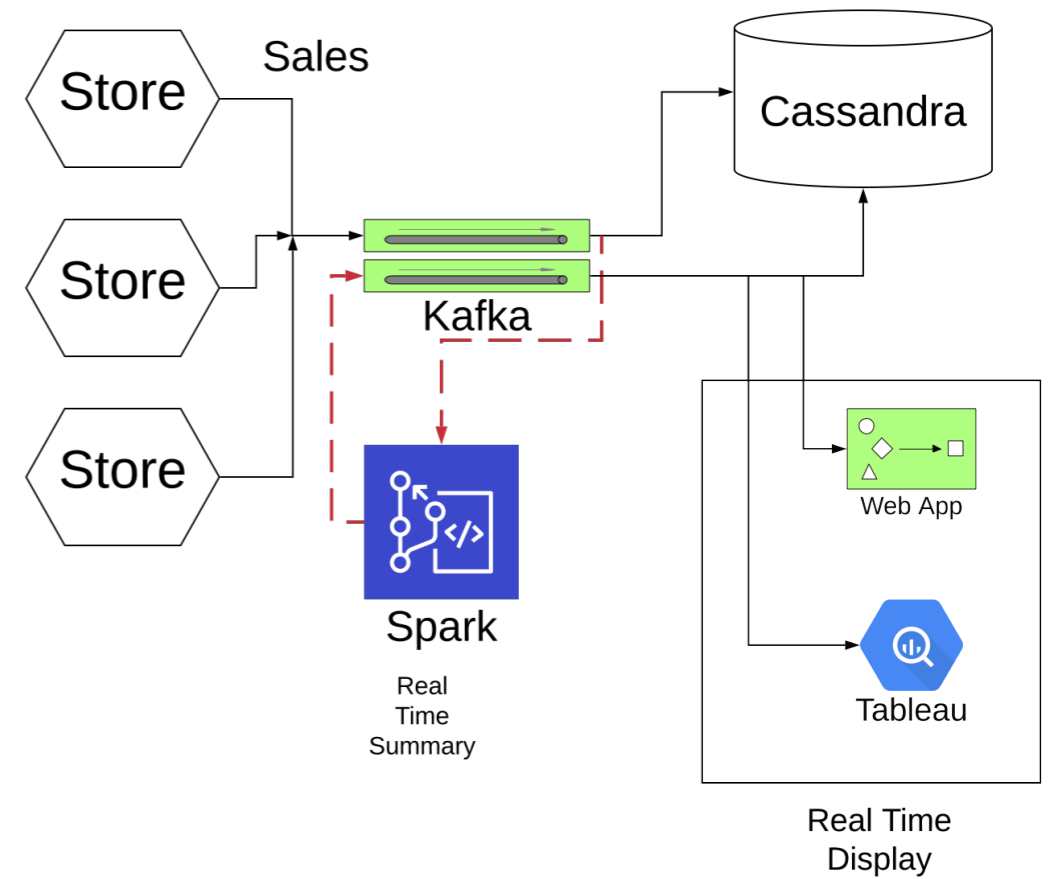 Store
Sales
Cassandra
Store
Kafka
Store
</>
Web App
Spark
Real
Time
Summary
Tableau
Real Time
Display